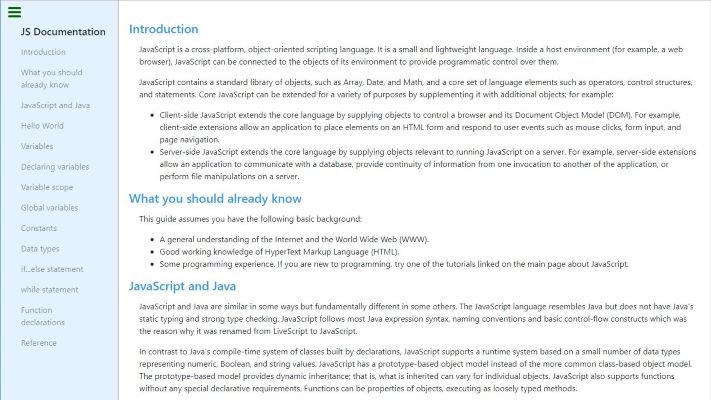 JS Documentation
Introduction
What you should
already know
JavaScript and Java
Hello World
Variables
Declaring variables
Variable scope
Global variables
Constants
Data types
if...else statement
while statement
Function
declarations
Reference
Introduction
JavaScript is a cross-platform, object-oriented scripting language. It is a small and lightweight language. Inside a host environment (for example, a web
browser), JavaScript can be connected to the objects of its environment to provide programmatic control over them.
JavaScript contains a standard library of objects, such as Array, Date, and Math, and a core set of language elements such as operators, control structures,
and statements. Core JavaScript can be extended for a variety of purposes by supplementing it with additional objects; for example:
• Client-side JavaScript extends the core language by supplying objects to control a browser and its Document Object Model (DOM). For example,
client-side extensions allow an application to place elements on an HTML form and respond to user events such as mouse clicks, form input, and
page navigation.
• Server-side JavaScript extends the core language by supplying objects relevant to running JavaScript on a server. For example, server-side extensions
allow an application to communicate with a database, provide continuity of information from one invocation to another of the application, or
perform file manipulations on a server.
What you should already know
This guide assumes you have the following basic background:
• A general understanding of the Internet and the World Wide Web (WWW).
• Good working knowledge of HyperText Markup Language (HTML).
• Some programming experience. If you are new to programming, try one of the tutorials linked on the main page about JavaScript.
JavaScript and Java
JavaScript and Java are similar in some ways but fundamentally different in some others. The JavaScript language resembles Java but does not have Java's
static typing and strong type checking. JavaScript follows most Java expression syntax, naming conventions and basic control-flow constructs which was
the reason why it was renamed from LiveScript to JavaScript.
In contrast to Java's compile-time system of classes built by declarations, JavaScript supports a runtime system based on a small number of data types
representing numeric, Boolean, and string values. JavaScript has a prototype-based object model instead of the more common class-based object model.
The prototype-based model provides dynamic inheritance; that is, what is inherited can vary for individual objects. JavaScript also supports functions
without any special declarative requirements. Functions can be properties of objects, executing as loosely typed methods.